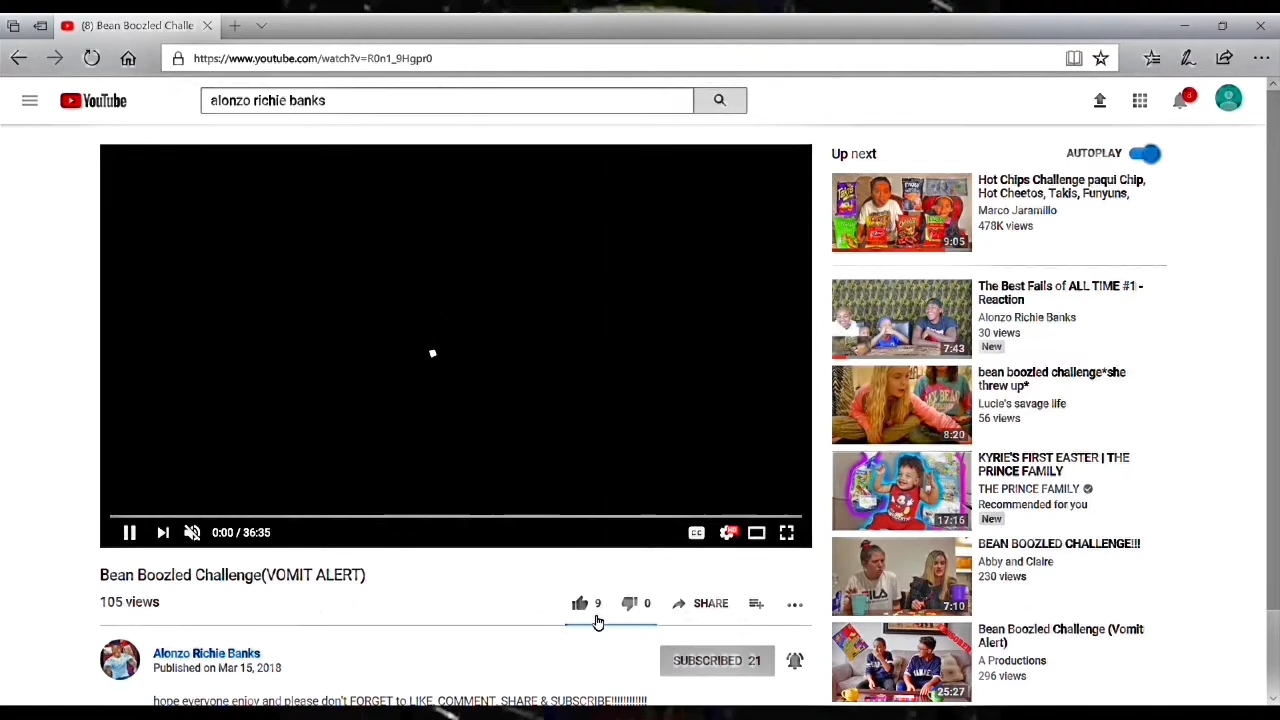 (8) Bean Boozled Challe
https://www.youtube.com/watch?v=R0n1_9Hgpr0
YouTube
alonzo richie banks
8
Up next
AUTOPLAY
Hot Chips Challenge paqui Chip,
Hot Cheetos, Takis, Funyuns,
Marco Jaramillo
478K views
9:05
The Best Fails of ALL TIME #1 -
Reaction
Alonzo Richie Banks
30 views
New
7:43
bean boozled challenge*she
threw up*
Lucie's savage life
56 views
8:20
KYRIE'S FIRST EASTER | THE
PRINCE FAMILY
THE PRINCE FAMILY
Recommended for you
New
17:16
BEAN BOOZLED CHALLENGE!!!
Abby and Claire
230 views
FILA
7:10
Bean Boozled Challenge (Vomit
Alert)
A Productions
296 views
25:27
0:00 / 36:35
CC
HD
Bean Boozled Challenge(VOMIT ALERT)
105 views
9
0
SHARE
Alonzo Richie Banks
Published on Mar 15, 2018
SUBSCRIBED 21
hope everyone enjoy and please don't FORGET to LIKE, COMMENT, SHARE & SUBSCRIBE!!!!!!!!!!!!